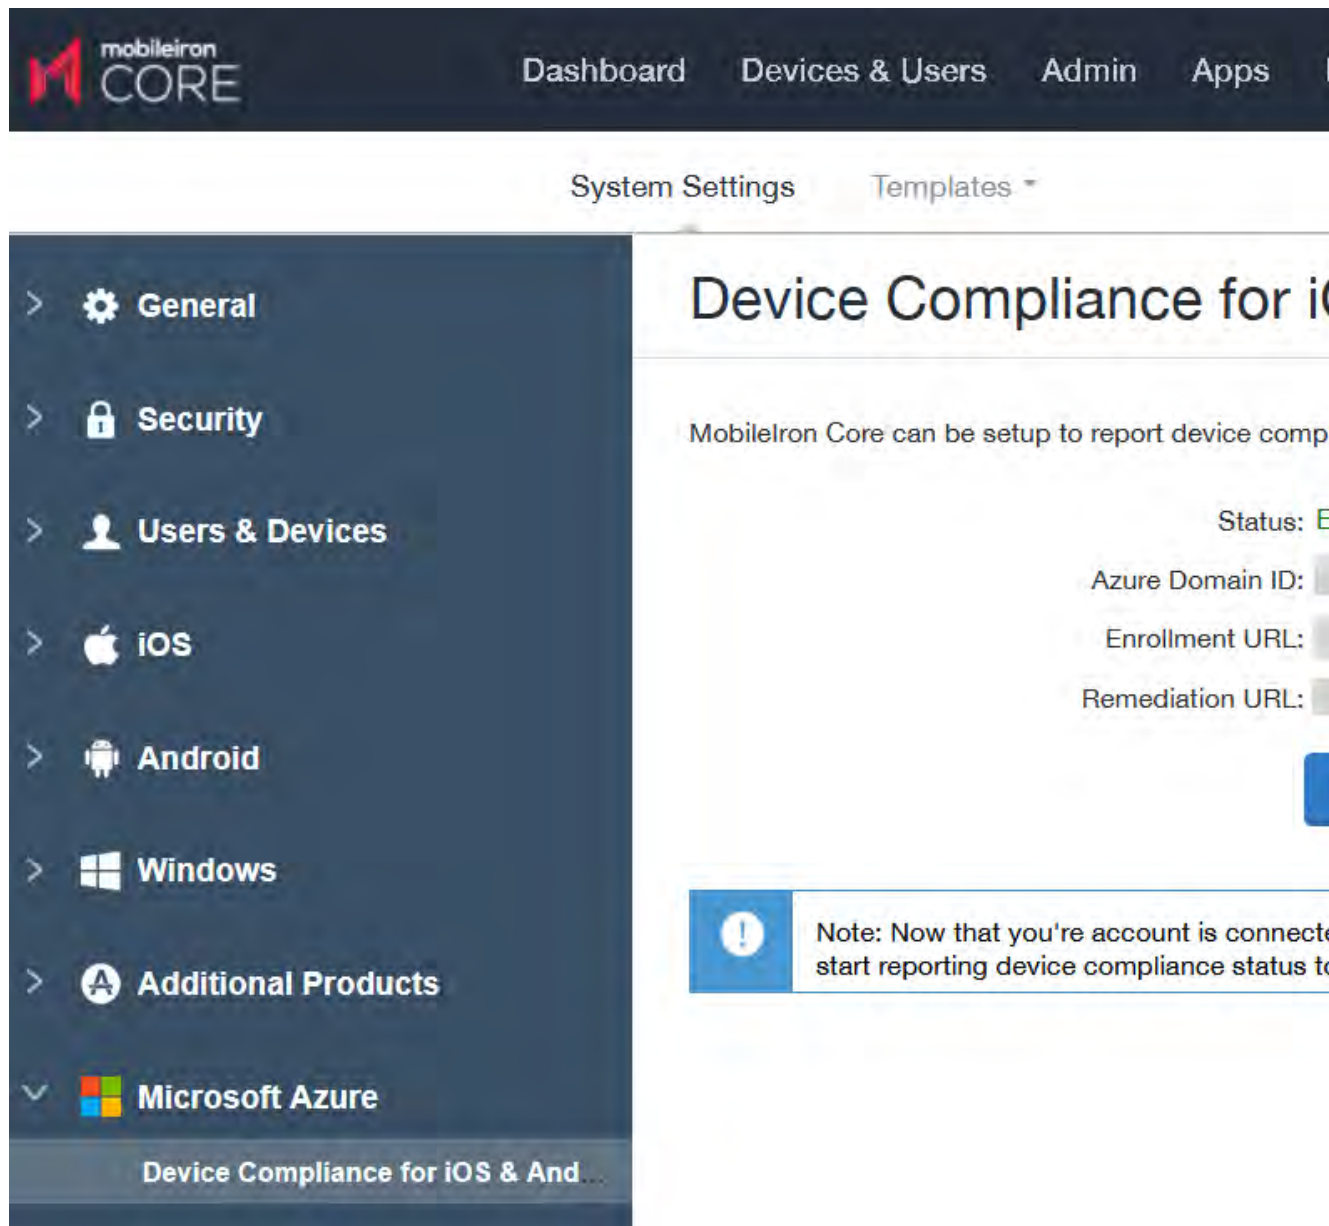 mobileiron
CORE
Dashboard Devices & Users Admin Apps
System Settings Templates
General
Security
Users & Devices
iOS
Android
Windows
Additional Products
Microsoft Azure
Device Compliance for iOS & And...
Device Compliance for i
MobileIron Core can be setup to report device comp
Status: E
Azure Domain ID:
Enrollment URL:
Remediation URL:
Note: Now that you're account is connecte
start reporting device compliance status to